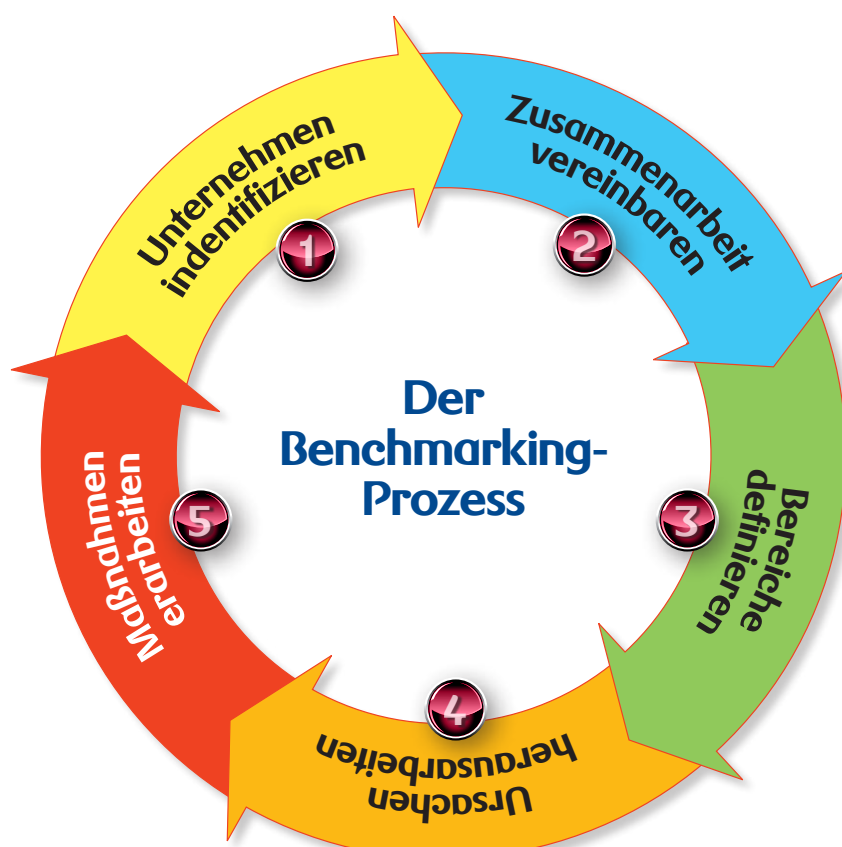 Unternehmen
indentifizieren
1
Zusammenarbeit
vereinbaren
2
Bereiche
definieren
3
Ursachen
herausarbeiten
4
Maßnahmen
erarbeiten
5
Der
Benchmarking-
Prozess